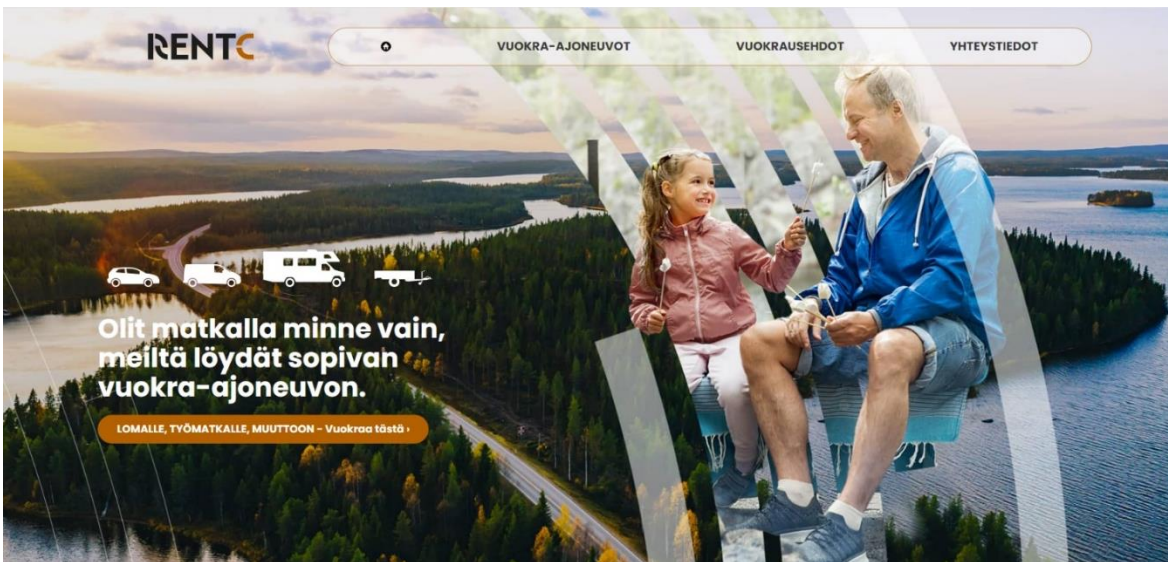 RENTC
VUOKRA-AJONEUVOT
VUOKRAUSEHDOT
YHTEYSTIEDOT
Olit matkalla minne vain,
meiltä löydät sopivan
vuokra-ajoneuvon.
LOMALLE, TYÖMATKALLE, MUUTTOON - Vuokraa tästä ›